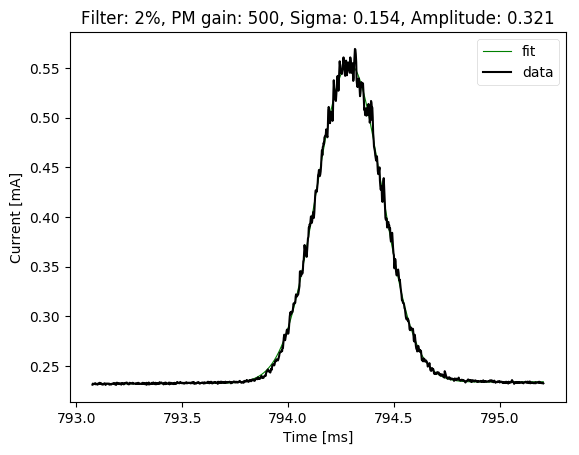 Filter: 2%, PM gain: 500, Sigma: 0.154, Amplitude: 0.321
fit
data
0.55
0.50
0.45
0.40
0.35
0.30
0.25
Current [mA]
793.0 793.5 794.0 794.5 795.0
Time [ms]